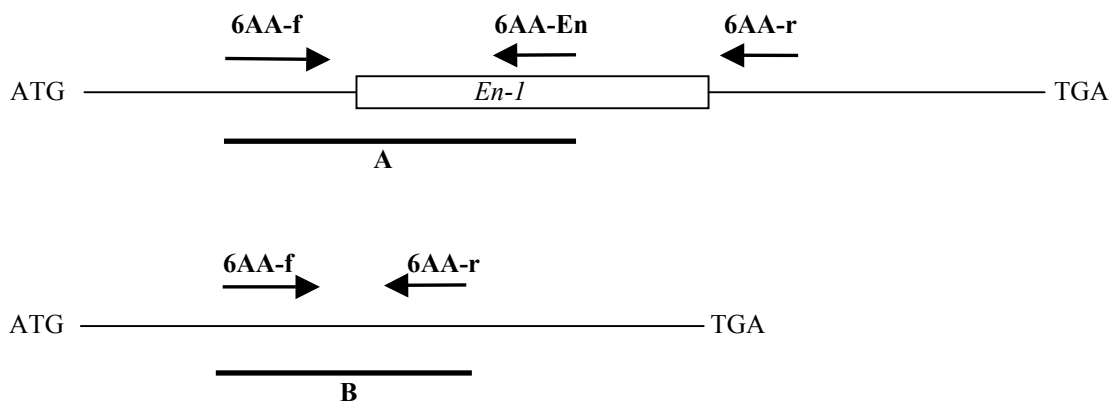 6AA-f 6AA-En 6AA-r
ATG En-1 TGA
A
6AA-f 6AA-r
ATG TGA
B